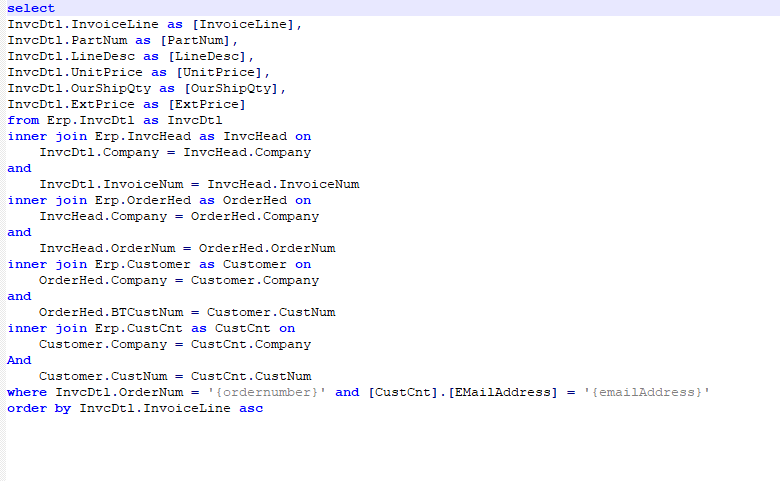 select
InvcDtl.InvoiceLine as [InvoiceLine],
InvcDtl.PartNum as [PartNum],
InvcDtl.LineDesc as [LineDesc],
InvcDtl.UnitPrice as [UnitPrice],
InvcDtl.OurShipQty as [OurShipQty],
InvcDtl.ExtPrice as [ExtPrice]
from Erp.InvcDtl as InvcDtl
inner join Erp.InvcHead as InvcHead on
    InvcDtl.Company = InvcHead.Company
and
    InvcDtl.InvoiceNum = InvcHead.InvoiceNum
inner join Erp.OrderHed as OrderHed on
    InvcHead.Company = OrderHed.Company
and
    InvcHead.OrderNum = OrderHed.OrderNum
inner join Erp.Customer as Customer on
    OrderHed.Company = Customer.Company
and
    OrderHed.BTCustNum = Customer.CustNum
inner join Erp.CustCnt as CustCnt on
    Customer.Company = CustCnt.Company
And
    Customer.CustNum = CustCnt.CustNum
where InvcDtl.OrderNum = '{ordernumber}' and [CustCnt].[EMailAddress] = '{emailAddress}'
order by InvcDtl.InvoiceLine asc